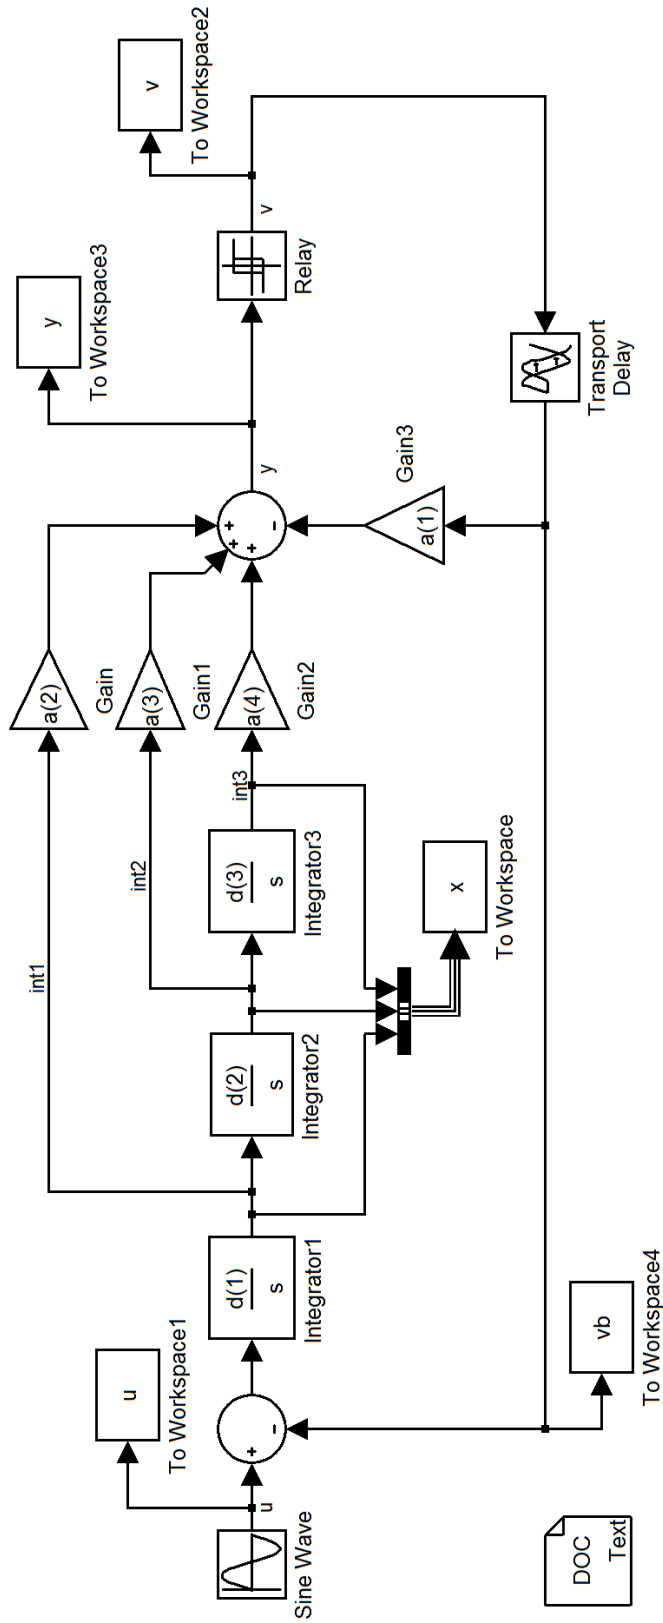 u
To Workspace1
Sine Wave
u
+
-
d(1)
s
Integrator1
int1
d(2)
s
Integrator2
int2
d(3)
s
Integrator3
int3
x
To Workspace
a(2)
Gain
a(3)
Gain1
a(4)
Gain2
+
+
+
-
a(1)
Gain3
y
y
To Workspace3
Relay
v
v
To Workspace2
Transport
Delay
vb
To Workspace4
DOC
Text